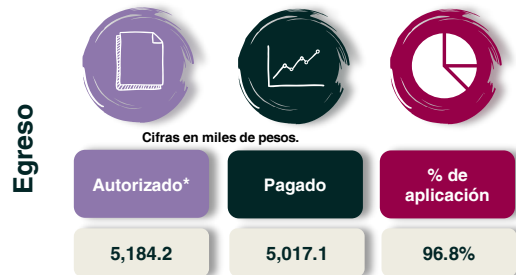 Egreso
Cifras en miles de pesos.
Autorizado*
Pagado
% de
aplicación
5,184.2
5,017.1
96.8%